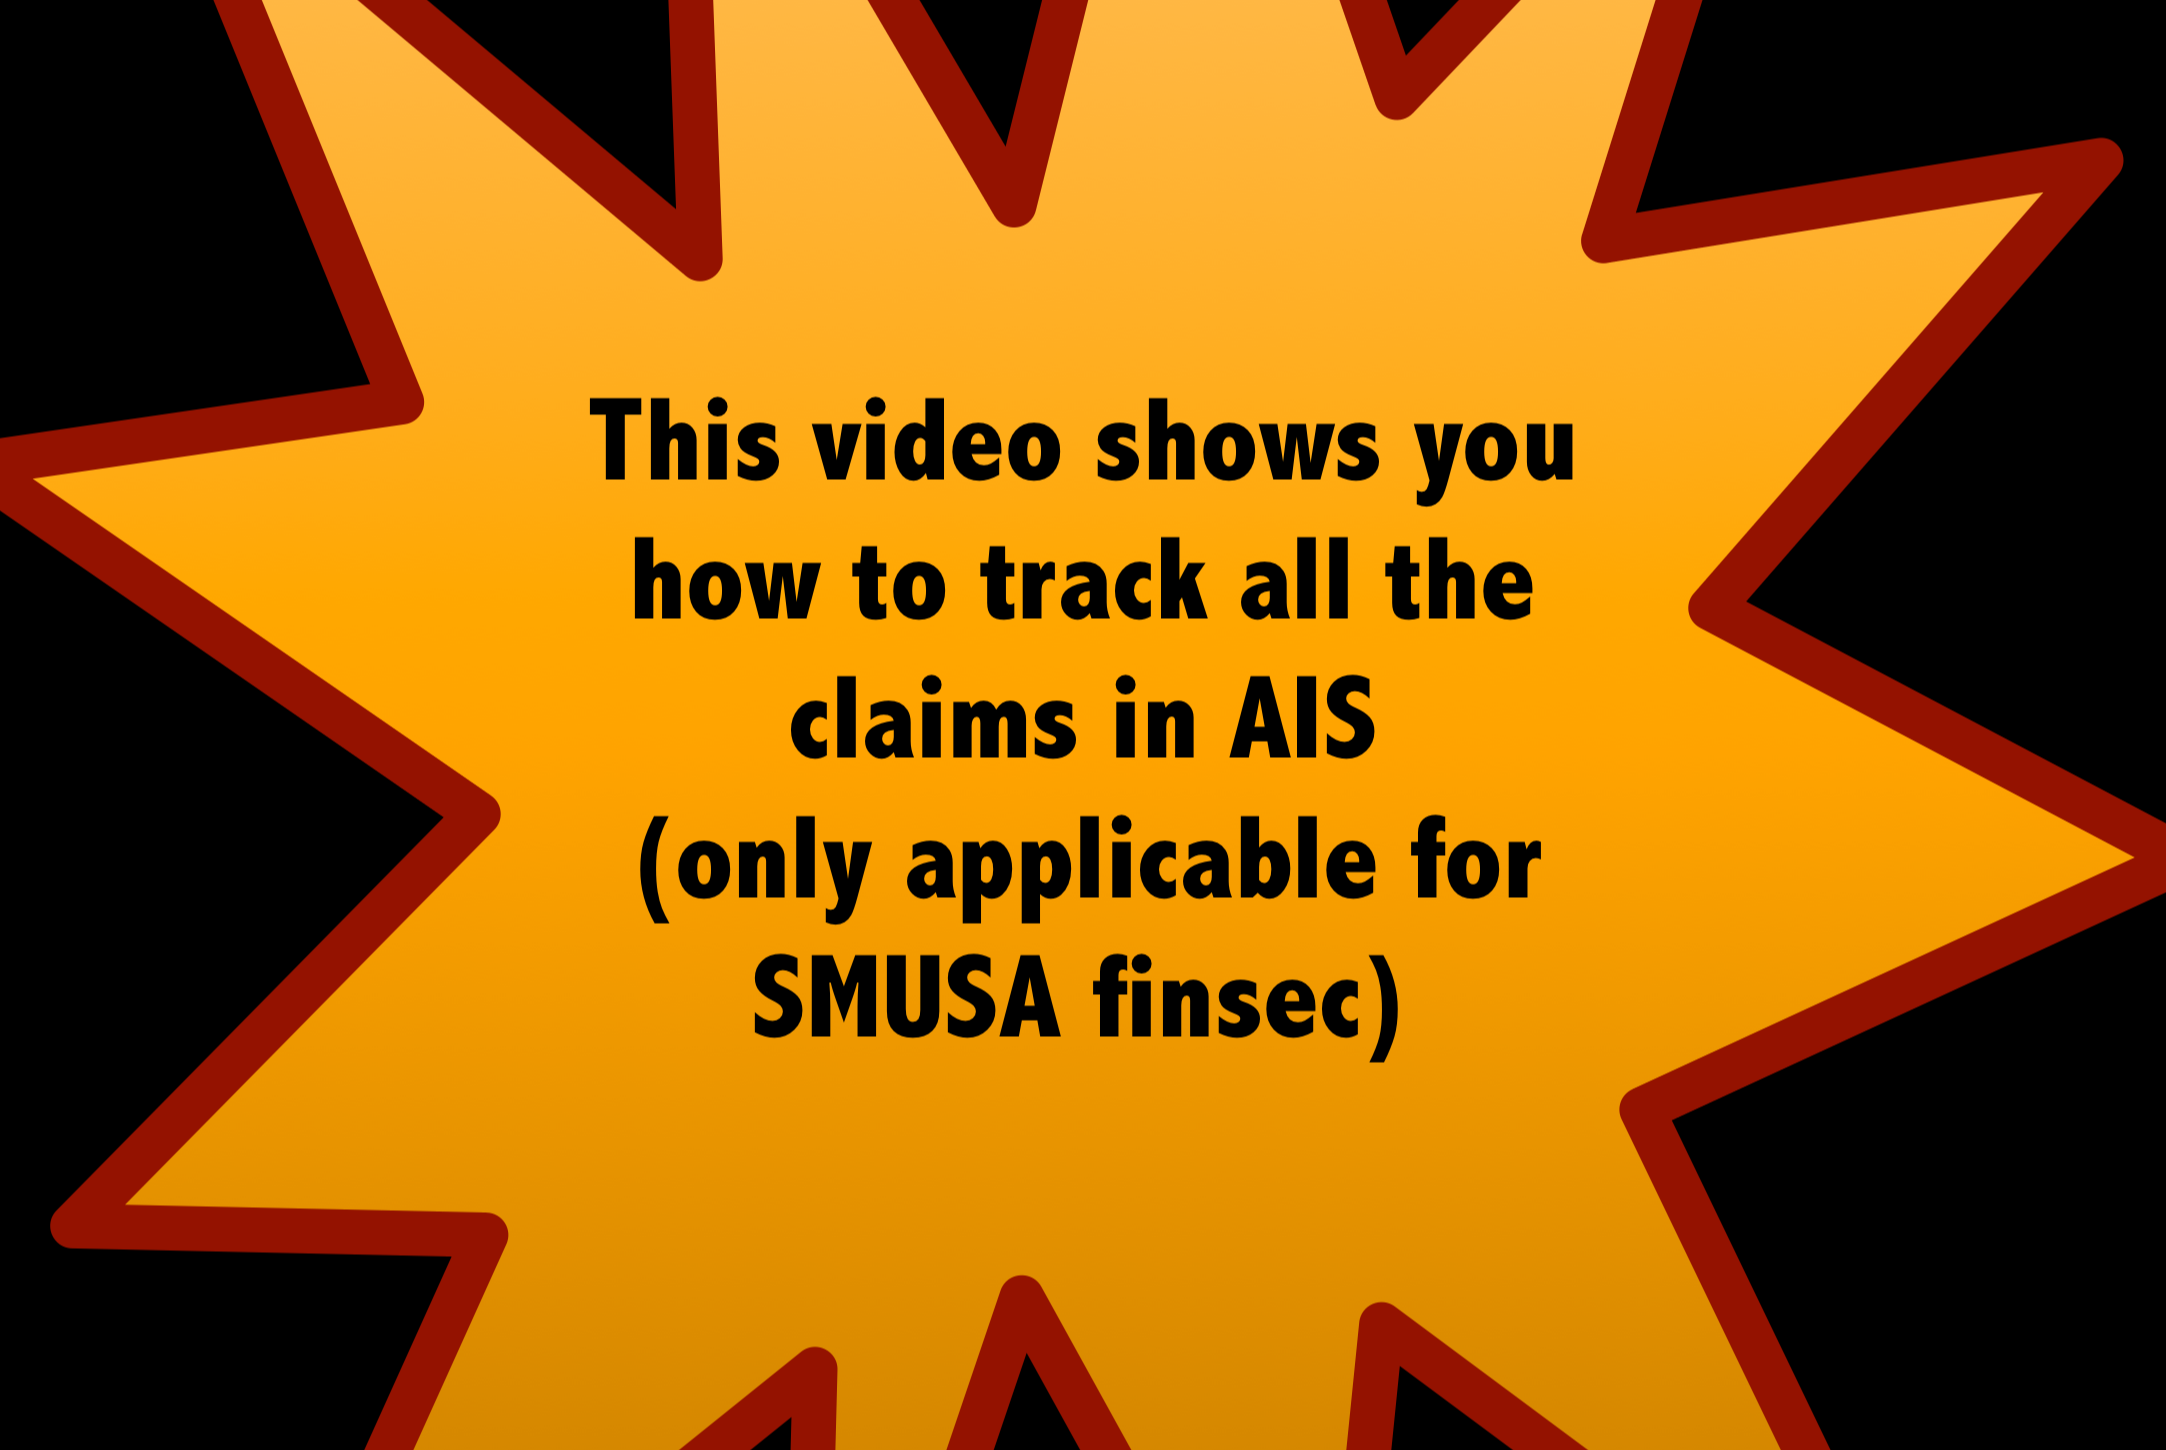 This video shows you
how to track all the
claims in AIS
(only applicable for
SMUSA finsec)